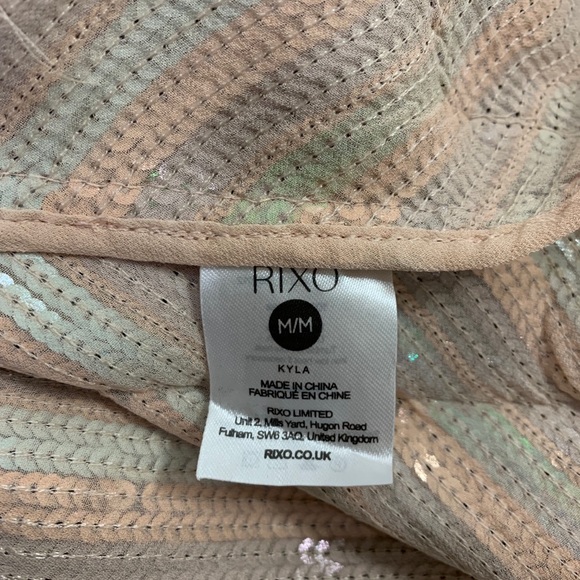 RIXO
M/M
KYLA
MADE IN CHINA
FABRIQUÉ EN CHINE
RIXO LIMITED
Unit 2, Mills Yard, Hugon Road
Fulham, SW6 3AQ, United Kingdom
RIXO.CO.UK